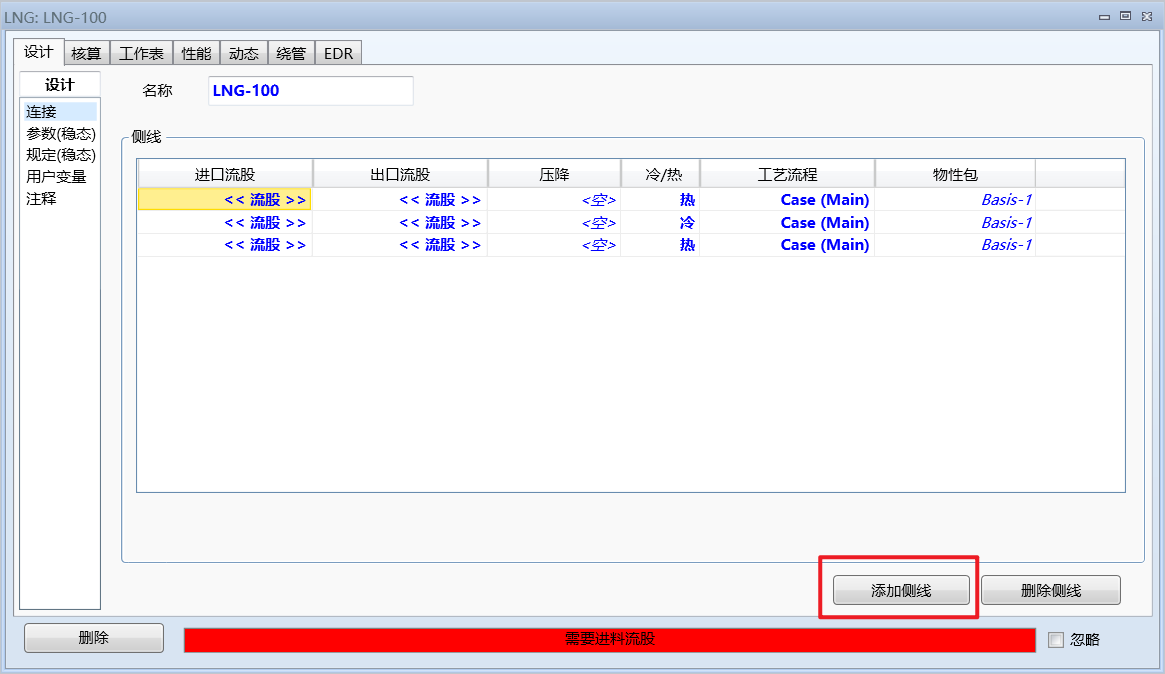 LNG: LNG-100
设计 核算 工作表 性能 动态 绕管 EDR
设计
连接
参数(稳态)
规定(稳态)
用户变量
注释
名称 LNG-100
侧线
进口流股 出口流股 压降 冷/热 工艺流程 物性包
<< 流股 >> << 流股 >> <空> 热 Case (Main) Basis-1
<< 流股 >> << 流股 >> <空> 冷 Case (Main) Basis-1
<< 流股 >> << 流股 >> <空> 热 Case (Main) Basis-1
添加侧线 删除侧线
删除 需要进料流股 忽略